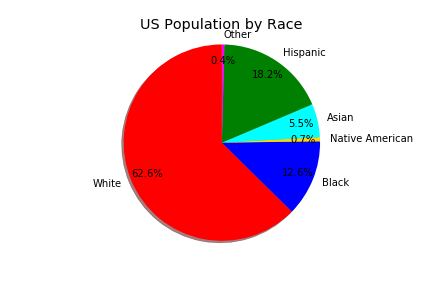 US Population by Race
Other
0.4%
Hispanic
18.2%
Asian
5.5%
Native American
0.7%
Black
12.6%
White
62.6%